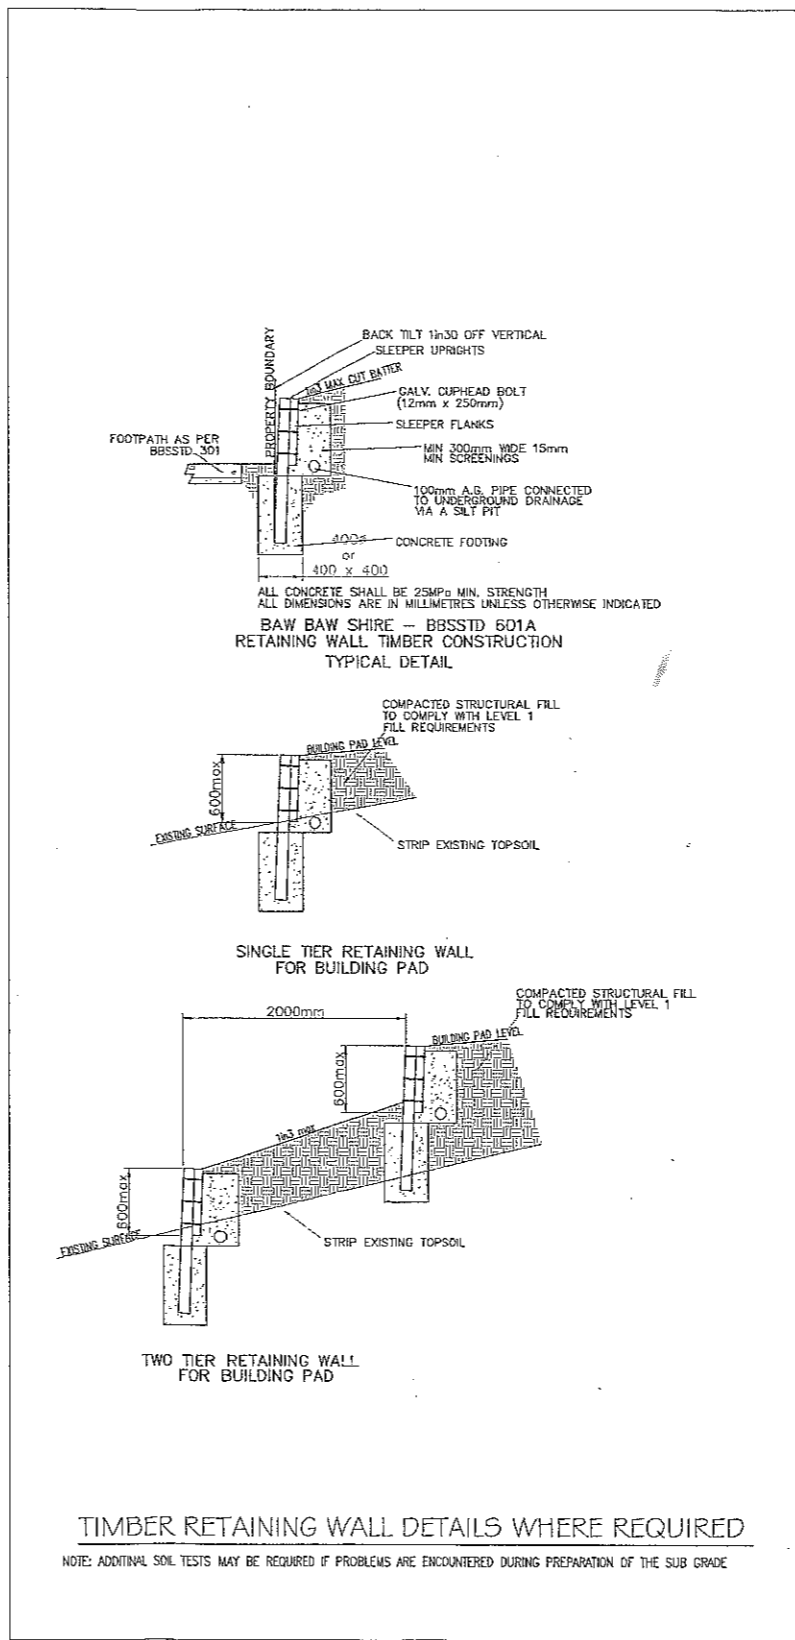 PROPERTY BOUNDARY
BACK TILT 1in30 OFF VERTICAL
SLEEPER UPRIGHTS
1in3 MAX CUT BATTER
GALV. CUPHEAD BOLT
(12mm x 250mm)
SLEEPER FLANKS
FOOTPATH AS PER
BBSSTD 301
MIN 300mm WIDE 15mm
MIN SCREENINGS
100mm A.G. PIPE CONNECTED
TO UNDERGROUND DRAINAGE
VIA A SILT PIT
CONCRETE FOOTING
or
400 x 400
ALL CONCRETE SHALL BE 25MPa MIN. STRENGTH
ALL DIMENSIONS ARE IN MILLIMETRES UNLESS OTHERWISE INDICATED
BAW BAW SHIRE - BBSSTD 601A
RETAINING WALL TIMBER CONSTRUCTION
TYPICAL DETAIL
COMPACTED STRUCTURAL FILL
TO COMPLY WITH LEVEL 1
FILL REQUIREMENTS
BUILDING PAD LEVEL
600max
EXISTING SURFACE
STRIP EXISTING TOPSOIL
SINGLE TIER RETAINING WALL
FOR BUILDING PAD
COMPACTED STRUCTURAL FILL
TO COMPLY WITH LEVEL 1
FILL REQUIREMENTS
2000mm
BUILDING PAD LEVEL
600max
1in3 max
600max
EXISTING SURFACE
STRIP EXISTING TOPSOIL
TWO TIER RETAINING WALL
FOR BUILDING PAD
TIMBER RETAINING WALL DETAILS WHERE REQUIRED
NOTE: ADDITINAL SOIL TESTS MAY BE REQUIRED IF PROBLEMS ARE ENCOUNTERED DURING PREPARATION OF THE SUB GRADE